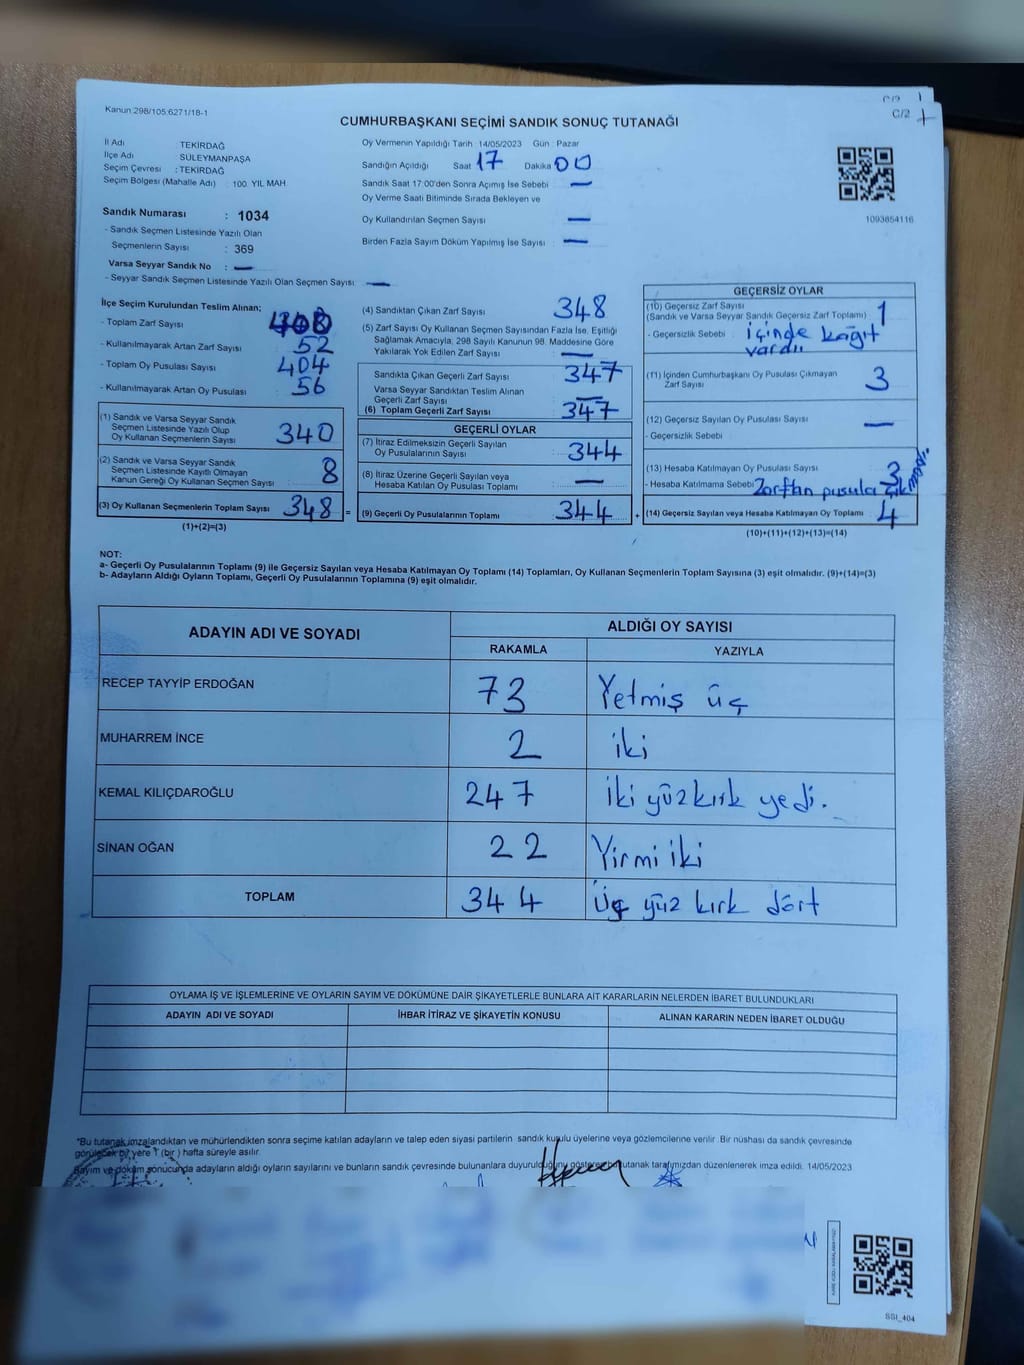 C/2
Kanun:298/105;6271/18-1
C/2
CUMHURBAŞKANI SEÇİMİ SANDIK SONUÇ TUTANAĞI
İl Adı : TEKİRDAĞ
İlçe Adı : SÜLEYMANPAŞA
Seçim Çevresi : TEKİRDAĞ
Seçim Bölgesi (Mahalle Adı) : 100. YIL MAH
Sandık Numarası : 1034
- Sandık Seçmen Listesinde Yazılı Olan
Seçmenlerin Sayısı : 369
Varsa Seyyar Sandık No : —
- Seyyar Sandık Seçmen Listesinde Yazılı Olan Seçmen Sayısı : —
Oy Vermenin Yapıldığı Tarih : 14/05/2023 Gün : Pazar
Sandığın Açıldığı Saat 17 Dakika 00
Sandık Saat 17:00'den Sonra Açımış İse Sebebi : —
Oy Verme Saati Bitiminde Sırada Bekleyen ve
Oy Kullandırılan Seçmen Sayısı : —
Birden Fazla Sayım Döküm Yapılmış İse Sayısı : —
1093854116
İlçe Seçim Kurulundan Teslim Alınan;
- Toplam Zarf Sayısı : 400
- Kullanılmayarak Artan Zarf Sayısı : 52
- Toplam Oy Pusulası Sayısı : 404
- Kullanılmayarak Artan Oy Pusulası : 56
(1) Sandık ve Varsa Seyyar Sandık
Seçmen Listesinde Yazılı Olup
Oy Kullanan Seçmenlerin Sayısı : 340
(2) Sandık ve Varsa Seyyar Sandık
Seçmen Listesinde Kayıtlı Olmayan
Kanun Gereği Oy Kullanan Seçmen Sayısı : 8
(3) Oy Kullanan Seçmenlerin Toplam Sayısı : 348 =
(1)+(2)=(3)
(4) Sandıktan Çıkan Zarf Sayısı : 348
(5) Zarf Sayısı Oy Kullanan Seçmen Sayısından Fazla İse, Eşitliği
Sağlamak Amacıyla, 298 Sayılı Kanunun 98. Maddesine Göre
Yakılarak Yok Edilen Zarf Sayısı : —
Sandıkta Çıkan Geçerli Zarf Sayısı : 347
Varsa Seyyar Sandıktan Teslim Alınan
Geçerli Zarf Sayısı : —
(6) Toplam Geçerli Zarf Sayısı : 347
GEÇERLİ OYLAR
(7) İtiraz Edilmeksizin Geçerli Sayılan
Oy Pusulalarının Sayısı : 344
(8) İtiraz Üzerine Geçerli Sayılan veya
Hesaba Katılan Oy Pusulası Toplamı : —
(9) Geçerli Oy Pusulalarının Toplamı : 344 +
GEÇERSİZ OYLAR
(10) Geçersiz Zarf Sayısı
(Sandık ve Varsa Seyyar Sandık Geçersiz Zarf Toplamı) : 1
- Geçersizlik Sebebi : içinde kağıt
vardı
(11) İçinden Cumhurbaşkanı Oy Pusulası Çıkmayan
Zarf Sayısı : 3
(12) Geçersiz Sayılan Oy Pusulası Sayısı : —
- Geçersizlik Sebebi :
(13) Hesaba Katılmayan Oy Pusulası Sayısı : 3
- Hesaba Katılmama Sebebi : Zarftan pusula
(14) Geçersiz Sayılan veya Hesaba Katılmayan Oy Toplamı : 4
(10)+(11)+(12)+(13)=(14)
NOT:
a- Geçerli Oy Pusulalarının Toplamı (9) ile Geçersiz Sayılan veya Hesaba Katılmayan Oy Toplamı (14) Toplamları, Oy Kullanan Seçmenlerin Toplam Sayısına (3) eşit olmalıdır. (9)+(14)=(3)
b- Adayların Aldığı Oyların Toplamı, Geçerli Oy Pusulalarının Toplamına (9) eşit olmalıdır.
ADAYIN ADI VE SOYADI ALDIĞI OY SAYISI
RAKAMLA YAZIYLA
RECEP TAYYİP ERDOĞAN 73 Yetmiş üç
MUHARREM İNCE 2 iki
KEMAL KILIÇDAROĞLU 247 İki yüzkırk yedi.
SİNAN OĞAN 22 Yirmi iki
TOPLAM 344 Üç yüz kırk dört
OYLAMA İŞ VE İŞLEMLERİNE VE OYLARIN SAYIM VE DÖKÜMÜNE DAİR ŞİKAYETLERLE BUNLARA AİT KARARLARIN NELERDEN İBARET BULUNDUKLARI
ADAYIN ADI VE SOYADI İHBAR İTİRAZ VE ŞİKAYETİN KONUSU ALINAN KARARIN NEDEN İBARET OLDUĞU
"Bu tutanak imzalandıktan ve mühürlendikten sonra seçime katılan adayların ve talep eden siyasi partilerin sandık kurulu üyelerine veya gözlemcilerine verilir. Bir nüshası da sandık çevresinde
görülecek bir yere 1 (bir) hafta süreyle asılır.
Sayım ve döküm sonucunda adayların aldığı oyların sayılarını ve bunların sandık çevresinde bulunanlara duyurulduğunu gösteren bu tutanak tarafımızdan düzenlenerek imza edildi. 14/05/2023
SSI_404